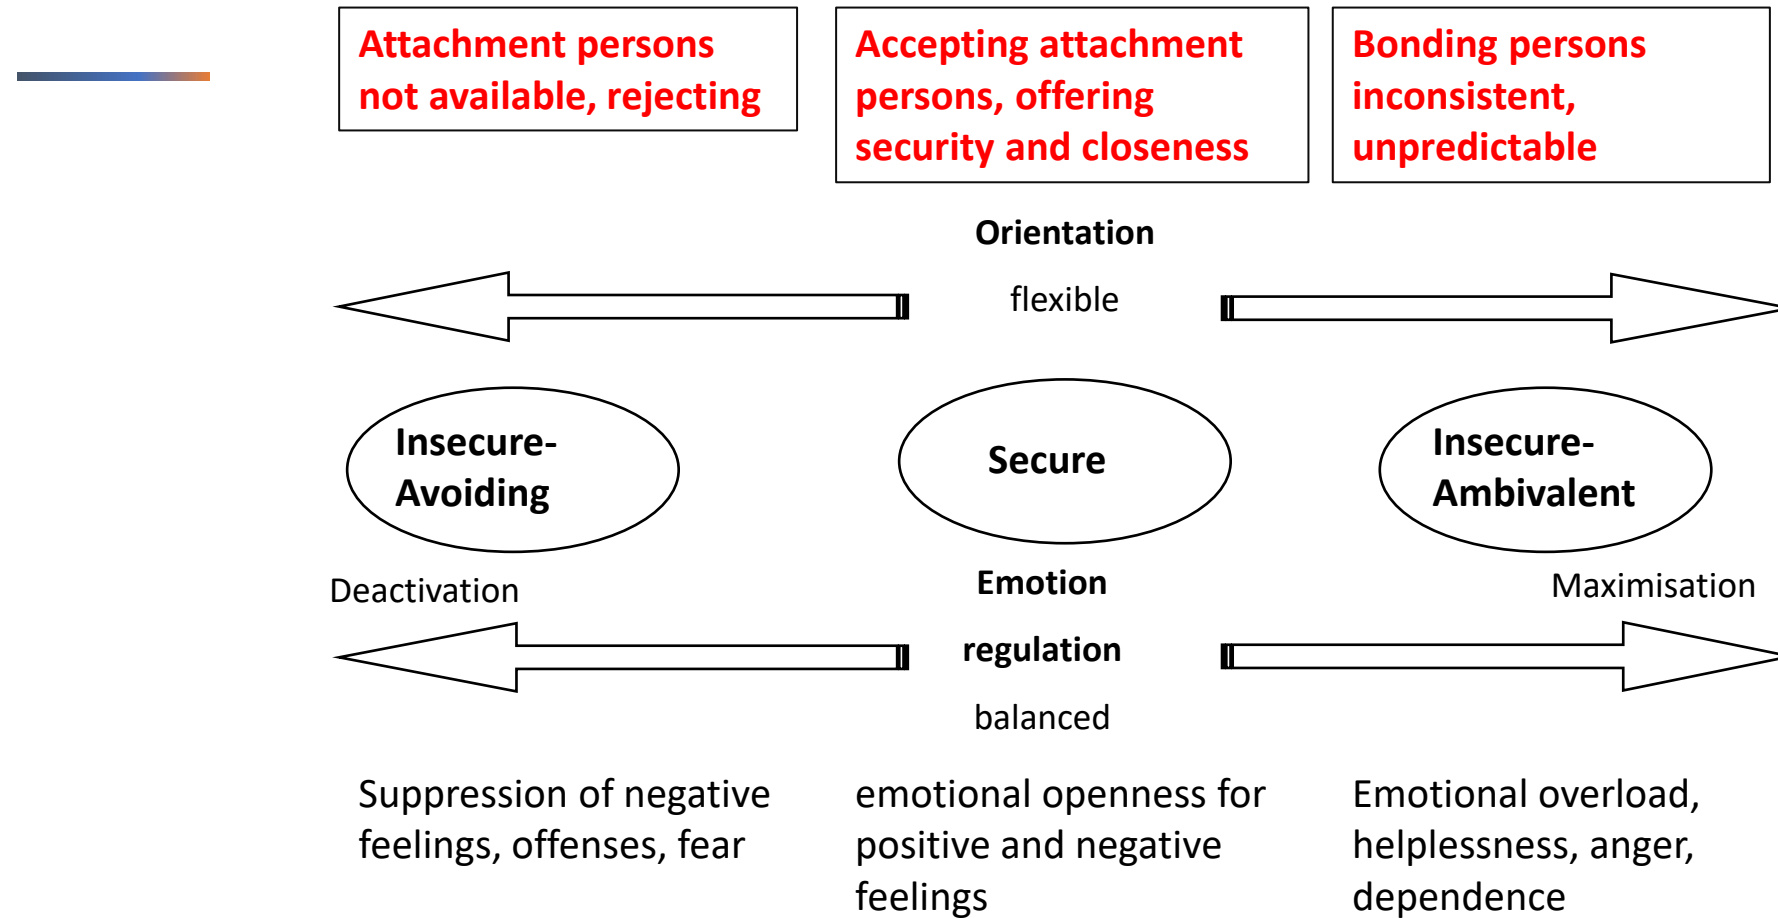 Attachment persons
not available, rejecting
Accepting attachment
persons, offering
security and closeness
Bonding persons
inconsistent,
unpredictable
Orientation
flexible
Insecure-
Avoiding
Secure
Insecure-
Ambivalent
Deactivation
Emotion
regulation
balanced
Maximisation
Suppression of negative
feelings, offenses, fear
emotional openness for
positive and negative
feelings
Emotional overload,
helplessness, anger,
dependence